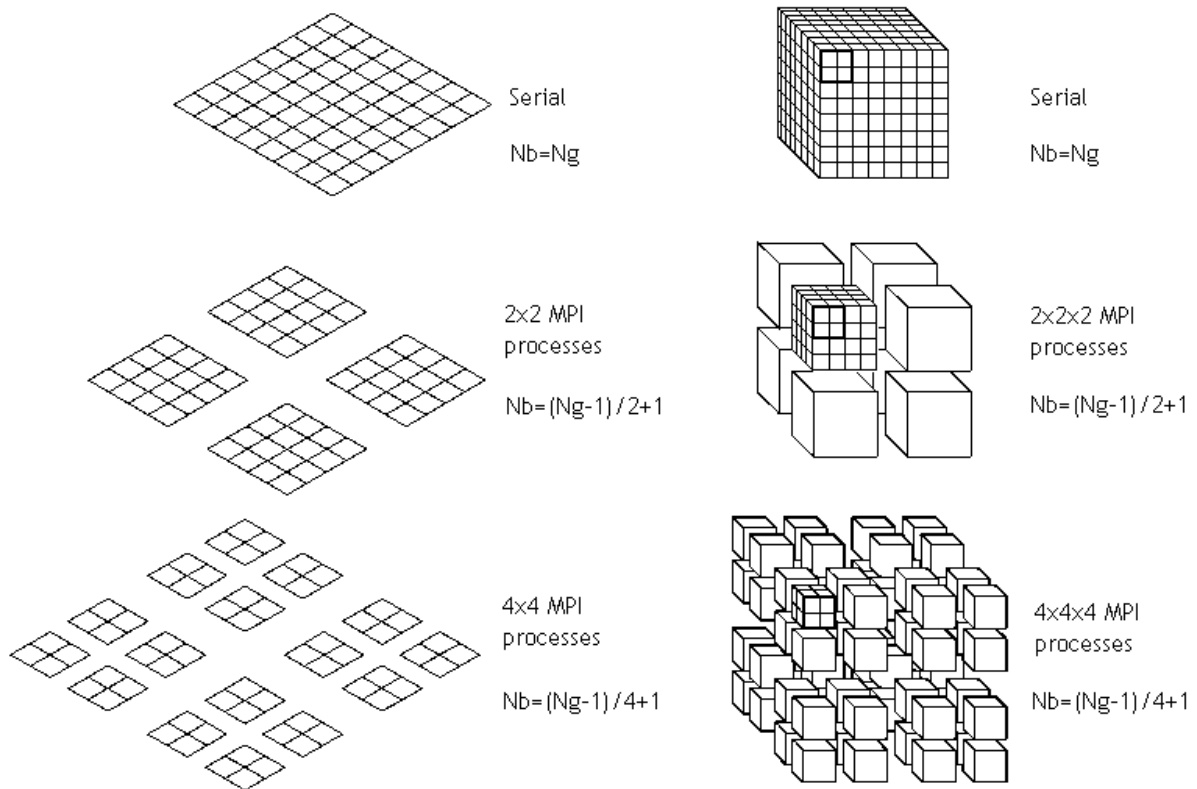 Serial
Nb=Ng
Serial
Nb=Ng
2x2 MPI
processes
Nb=(Ng-1)/2+1
2x2x2 MPI
processes
Nb=(Ng-1)/2+1
4x4 MPI
processes
Nb=(Ng-1)/4+1
4x4x4 MPI
processes
Nb=(Ng-1)/4+1